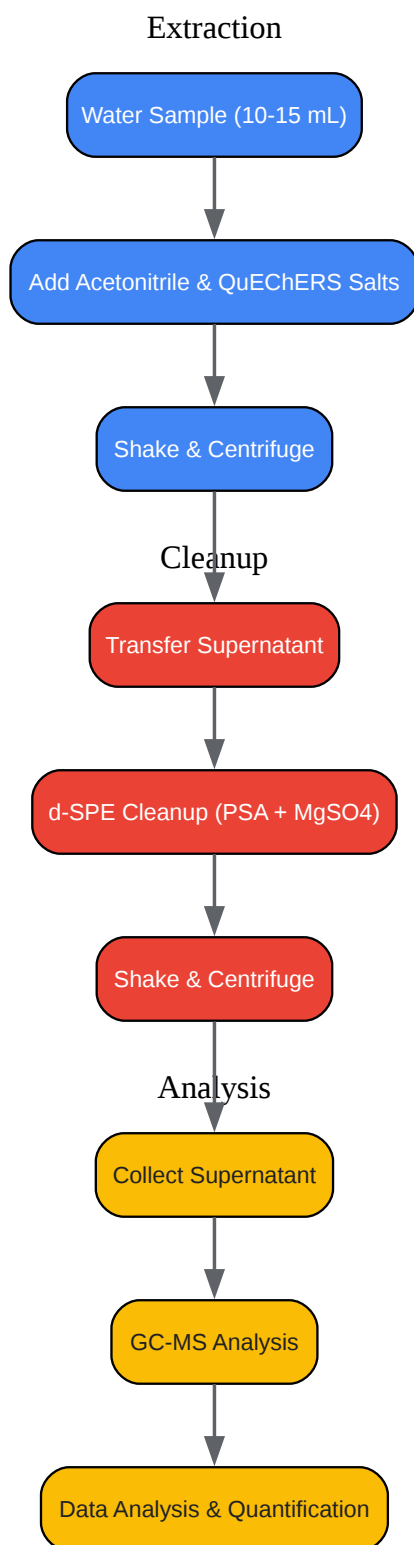 Extraction
Water Sample (10-15 mL)
Add Acetonitrile & QuEChERS Salts
Shake & Centrifuge
Cleanup
Transfer Supernatant
d-SPE Cleanup (PSA + MgSO4)
Shake & Centrifuge
Analysis
Collect Supernatant
GC-MS Analysis
Data Analysis & Quantification